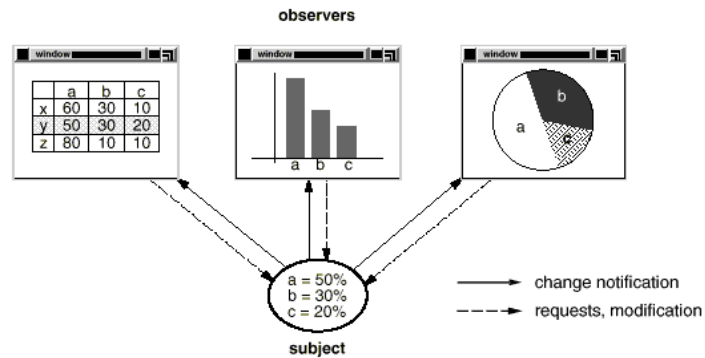 observers
window
window
window
a b c
x 60 30 10
y 50 30 20
z 80 10 10
a b c
a
b
c
a = 50%
b = 30%
c = 20%
subject
change notification
requests, modification